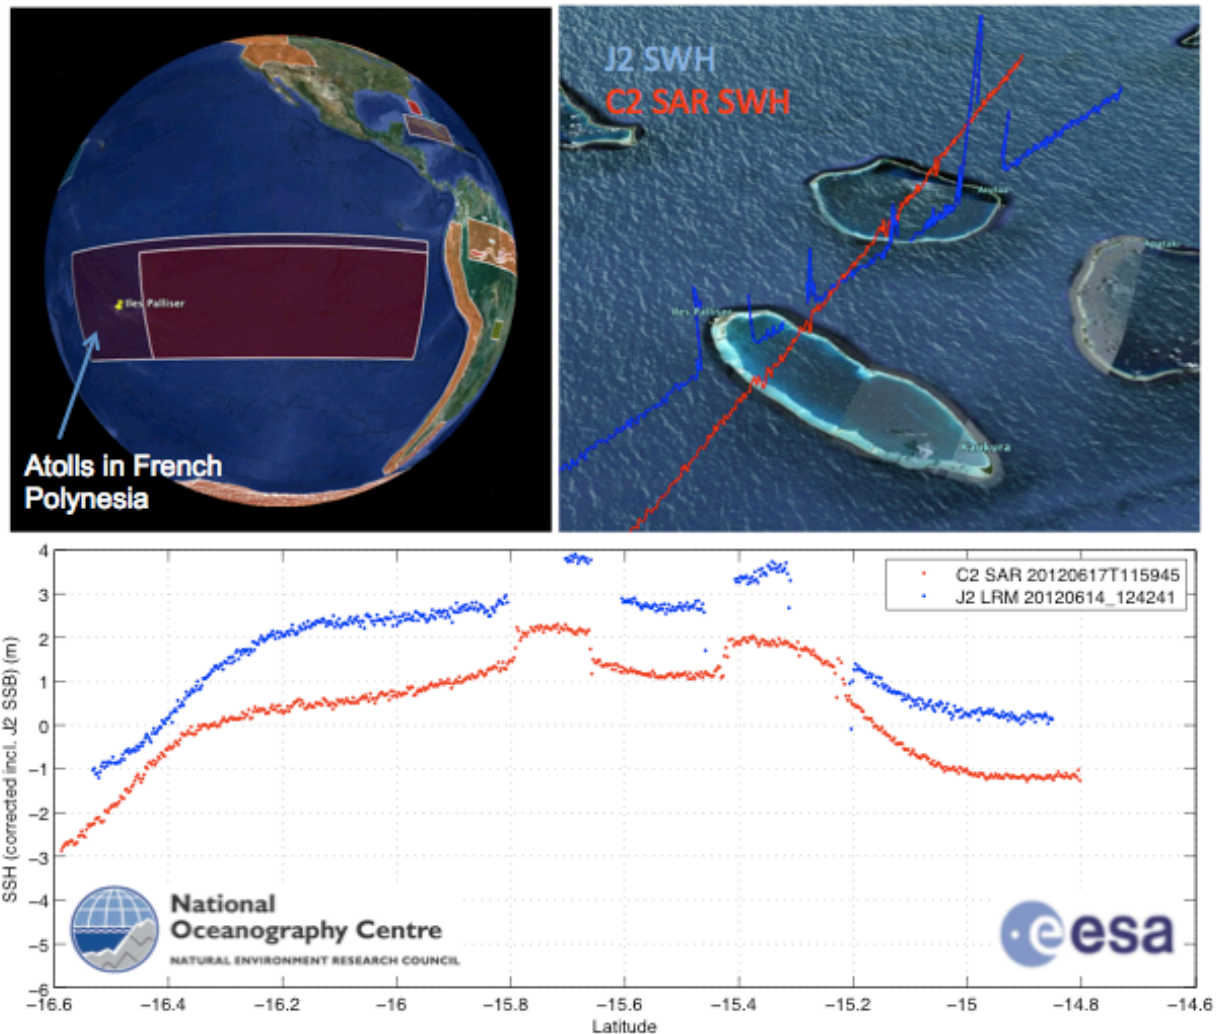 Iles Palliser
Atolls in French
Polynesia
J2 SWH
C2 SAR SWH
Arutua
Apataki
Iles Palliser
4
3
2
1
0
−1
−2
−3
−4
−5
−6
SSH (corrected incl. J2 SSB) (m)
C2 SAR 20120617T115945
J2 LRM 20120614_124241
National
Oceanography Centre
NATURAL ENVIRONMENT RESEARCH COUNCIL
esa
−16.6 −16.4 −16.2 −16 −15.8 −15.6 −15.4 −15.2 −15 −14.8 −14.6
Latitude